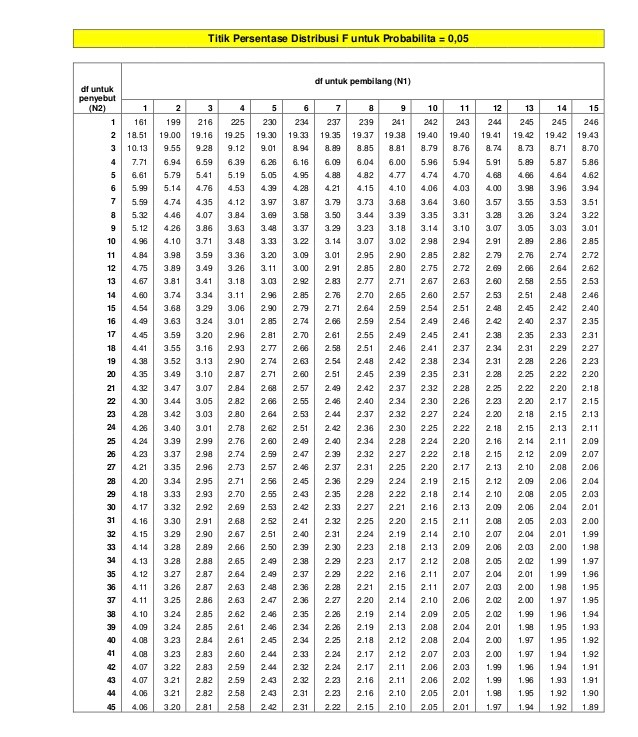 Titik Persentase Distribusi F untuk Probabilita = 0,05
df untuk penyebut (N2)
df untuk pembilang (N1)
1 2 3 4 5 6 7 8 9 10 11 12 13 14 15
1 161 199 216 225 230 234 237 239 241 242 243 244 245 245 246
2 18.51 19.00 19.16 19.25 19.30 19.33 19.35 19.37 19.38 19.40 19.40 19.41 19.42 19.42 19.43
3 10.13 9.55 9.28 9.12 9.01 8.94 8.89 8.85 8.81 8.79 8.76 8.74 8.73 8.71 8.70
4 7.71 6.94 6.59 6.39 6.26 6.16 6.09 6.04 6.00 5.96 5.94 5.91 5.89 5.87 5.86
5 6.61 5.79 5.41 5.19 5.05 4.95 4.88 4.82 4.77 4.74 4.70 4.68 4.66 4.64 4.62
6 5.99 5.14 4.76 4.53 4.39 4.28 4.21 4.15 4.10 4.06 4.03 4.00 3.98 3.96 3.94
7 5.59 4.74 4.35 4.12 3.97 3.87 3.79 3.73 3.68 3.64 3.60 3.57 3.55 3.53 3.51
8 5.32 4.46 4.07 3.84 3.69 3.58 3.50 3.44 3.39 3.35 3.31 3.28 3.26 3.24 3.22
9 5.12 4.26 3.86 3.63 3.48 3.37 3.29 3.23 3.18 3.14 3.10 3.07 3.05 3.03 3.01
10 4.96 4.10 3.71 3.48 3.33 3.22 3.14 3.07 3.02 2.98 2.94 2.91 2.89 2.86 2.85
11 4.84 3.98 3.59 3.36 3.20 3.09 3.01 2.95 2.90 2.85 2.82 2.79 2.76 2.74 2.72
12 4.75 3.89 3.49 3.26 3.11 3.00 2.91 2.85 2.80 2.75 2.72 2.69 2.66 2.64 2.62
13 4.67 3.81 3.41 3.18 3.03 2.92 2.83 2.77 2.71 2.67 2.63 2.60 2.58 2.55 2.53
14 4.60 3.74 3.34 3.11 2.96 2.85 2.76 2.70 2.65 2.60 2.57 2.53 2.51 2.48 2.46
15 4.54 3.68 3.29 3.06 2.90 2.79 2.71 2.64 2.59 2.54 2.51 2.48 2.45 2.42 2.40
16 4.49 3.63 3.24 3.01 2.85 2.74 2.66 2.59 2.54 2.49 2.46 2.42 2.40 2.37 2.35
17 4.45 3.59 3.20 2.96 2.81 2.70 2.61 2.55 2.49 2.45 2.41 2.38 2.35 2.33 2.31
18 4.41 3.55 3.16 2.93 2.77 2.66 2.58 2.51 2.46 2.41 2.37 2.34 2.31 2.29 2.27
19 4.38 3.52 3.13 2.90 2.74 2.63 2.54 2.48 2.42 2.38 2.34 2.31 2.28 2.26 2.23
20 4.35 3.49 3.10 2.87 2.71 2.60 2.51 2.45 2.39 2.35 2.31 2.28 2.25 2.22 2.20
21 4.32 3.47 3.07 2.84 2.68 2.57 2.49 2.42 2.37 2.32 2.28 2.25 2.22 2.20 2.18
22 4.30 3.44 3.05 2.82 2.66 2.55 2.46 2.40 2.34 2.30 2.26 2.23 2.20 2.17 2.15
23 4.28 3.42 3.03 2.80 2.64 2.53 2.44 2.37 2.32 2.27 2.24 2.20 2.18 2.15 2.13
24 4.26 3.40 3.01 2.78 2.62 2.51 2.42 2.36 2.30 2.25 2.22 2.18 2.15 2.13 2.11
25 4.24 3.39 2.99 2.76 2.60 2.49 2.40 2.34 2.28 2.24 2.20 2.16 2.14 2.11 2.09
26 4.23 3.37 2.98 2.74 2.59 2.47 2.39 2.32 2.27 2.22 2.18 2.15 2.12 2.09 2.07
27 4.21 3.35 2.96 2.73 2.57 2.46 2.37 2.31 2.25 2.20 2.17 2.13 2.10 2.08 2.06
28 4.20 3.34 2.95 2.71 2.56 2.45 2.36 2.29 2.24 2.19 2.15 2.12 2.09 2.06 2.04
29 4.18 3.33 2.93 2.70 2.55 2.43 2.35 2.28 2.22 2.18 2.14 2.10 2.08 2.05 2.03
30 4.17 3.32 2.92 2.69 2.53 2.42 2.33 2.27 2.21 2.16 2.13 2.09 2.06 2.04 2.01
31 4.16 3.30 2.91 2.68 2.52 2.41 2.32 2.25 2.20 2.15 2.11 2.08 2.05 2.03 2.00
32 4.15 3.29 2.90 2.67 2.51 2.40 2.31 2.24 2.19 2.14 2.10 2.07 2.04 2.01 1.99
33 4.14 3.28 2.89 2.66 2.50 2.39 2.30 2.23 2.18 2.13 2.09 2.06 2.03 2.00 1.98
34 4.13 3.28 2.88 2.65 2.49 2.38 2.29 2.23 2.17 2.12 2.08 2.05 2.02 1.99 1.97
35 4.12 3.27 2.87 2.64 2.49 2.37 2.29 2.22 2.16 2.11 2.07 2.04 2.01 1.99 1.96
36 4.11 3.26 2.87 2.63 2.48 2.36 2.28 2.21 2.15 2.11 2.07 2.03 2.00 1.98 1.95
37 4.11 3.25 2.86 2.63 2.47 2.36 2.27 2.20 2.14 2.10 2.06 2.02 2.00 1.97 1.95
38 4.10 3.24 2.85 2.62 2.46 2.35 2.26 2.19 2.14 2.09 2.05 2.02 1.99 1.96 1.94
39 4.09 3.24 2.85 2.61 2.46 2.34 2.26 2.19 2.13 2.08 2.04 2.01 1.98 1.95 1.93
40 4.08 3.23 2.84 2.61 2.45 2.34 2.25 2.18 2.12 2.08 2.04 2.00 1.97 1.95 1.92
41 4.08 3.23 2.83 2.60 2.44 2.33 2.24 2.17 2.12 2.07 2.03 2.00 1.97 1.94 1.92
42 4.07 3.22 2.83 2.59 2.44 2.32 2.24 2.17 2.11 2.06 2.03 1.99 1.96 1.94 1.91
43 4.07 3.21 2.82 2.59 2.43 2.32 2.23 2.16 2.11 2.06 2.02 1.99 1.96 1.93 1.91
44 4.06 3.21 2.82 2.58 2.43 2.31 2.23 2.16 2.10 2.05 2.01 1.98 1.95 1.92 1.90
45 4.06 3.20 2.81 2.58 2.42 2.31 2.22 2.15 2.10 2.05 2.01 1.97 1.94 1.92 1.89